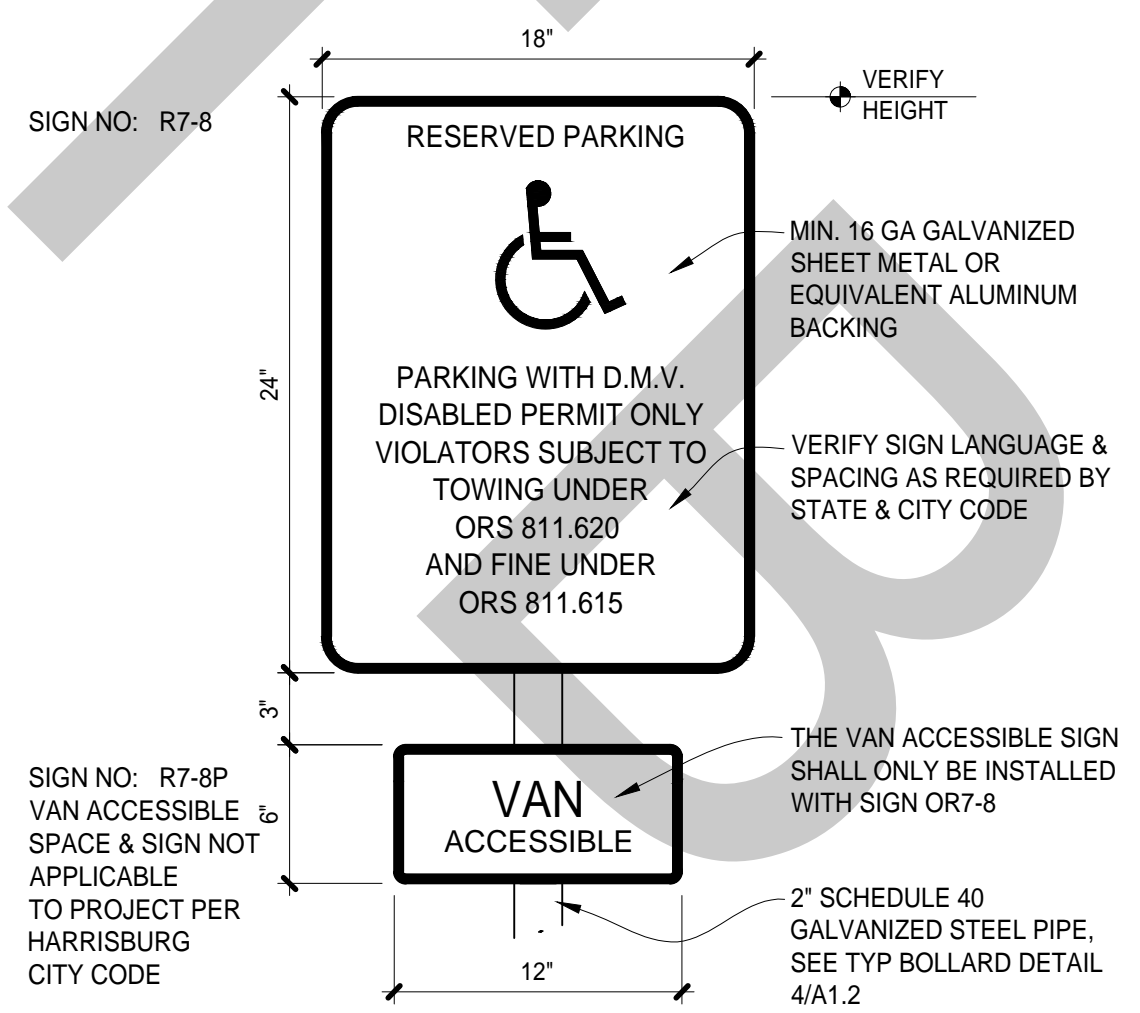 18"
SIGN NO: R7-8
VERIFY
HEIGHT
RESERVED PARKING
MIN. 16 GA GALVANIZED
SHEET METAL OR
EQUIVALENT ALUMINUM
BACKING
24"
PARKING WITH D.M.V.
DISABLED PERMIT ONLY
VIOLATORS SUBJECT TO
TOWING UNDER
ORS 811.620
AND FINE UNDER
ORS 811.615
VERIFY SIGN LANGUAGE &
SPACING AS REQUIRED BY
STATE & CITY CODE
3"
SIGN NO: R7-8P
VAN ACCESSIBLE
SPACE & SIGN NOT
APPLICABLE
TO PROJECT PER
HARRISBURG
CITY CODE
6"
VAN
ACCESSIBLE
THE VAN ACCESSIBLE SIGN
SHALL ONLY BE INSTALLED
WITH SIGN OR7-8
2" SCHEDULE 40
GALVANIZED STEEL PIPE,
SEE TYP BOLLARD DETAIL
4/A1.2
12"